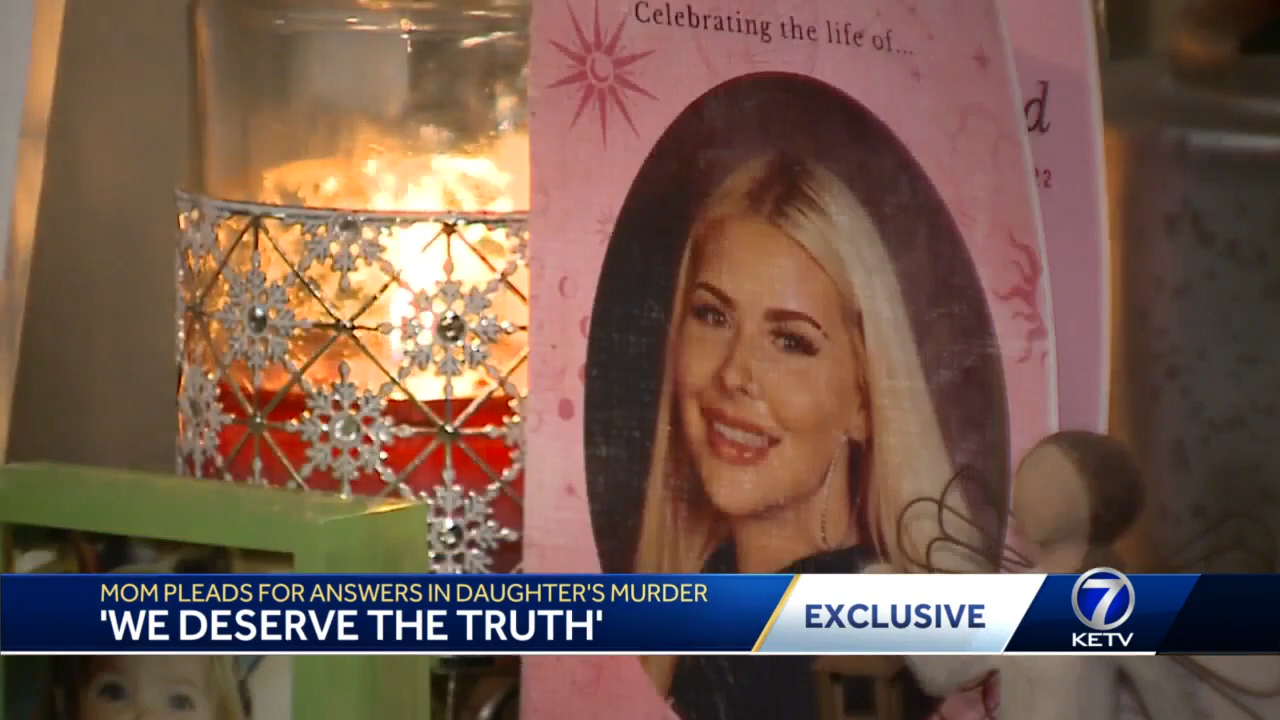 Celebrating the life of...
d
MOM PLEADS FOR ANSWERS IN DAUGHTER'S MURDER
'WE DESERVE THE TRUTH'
EXCLUSIVE
7
KETV